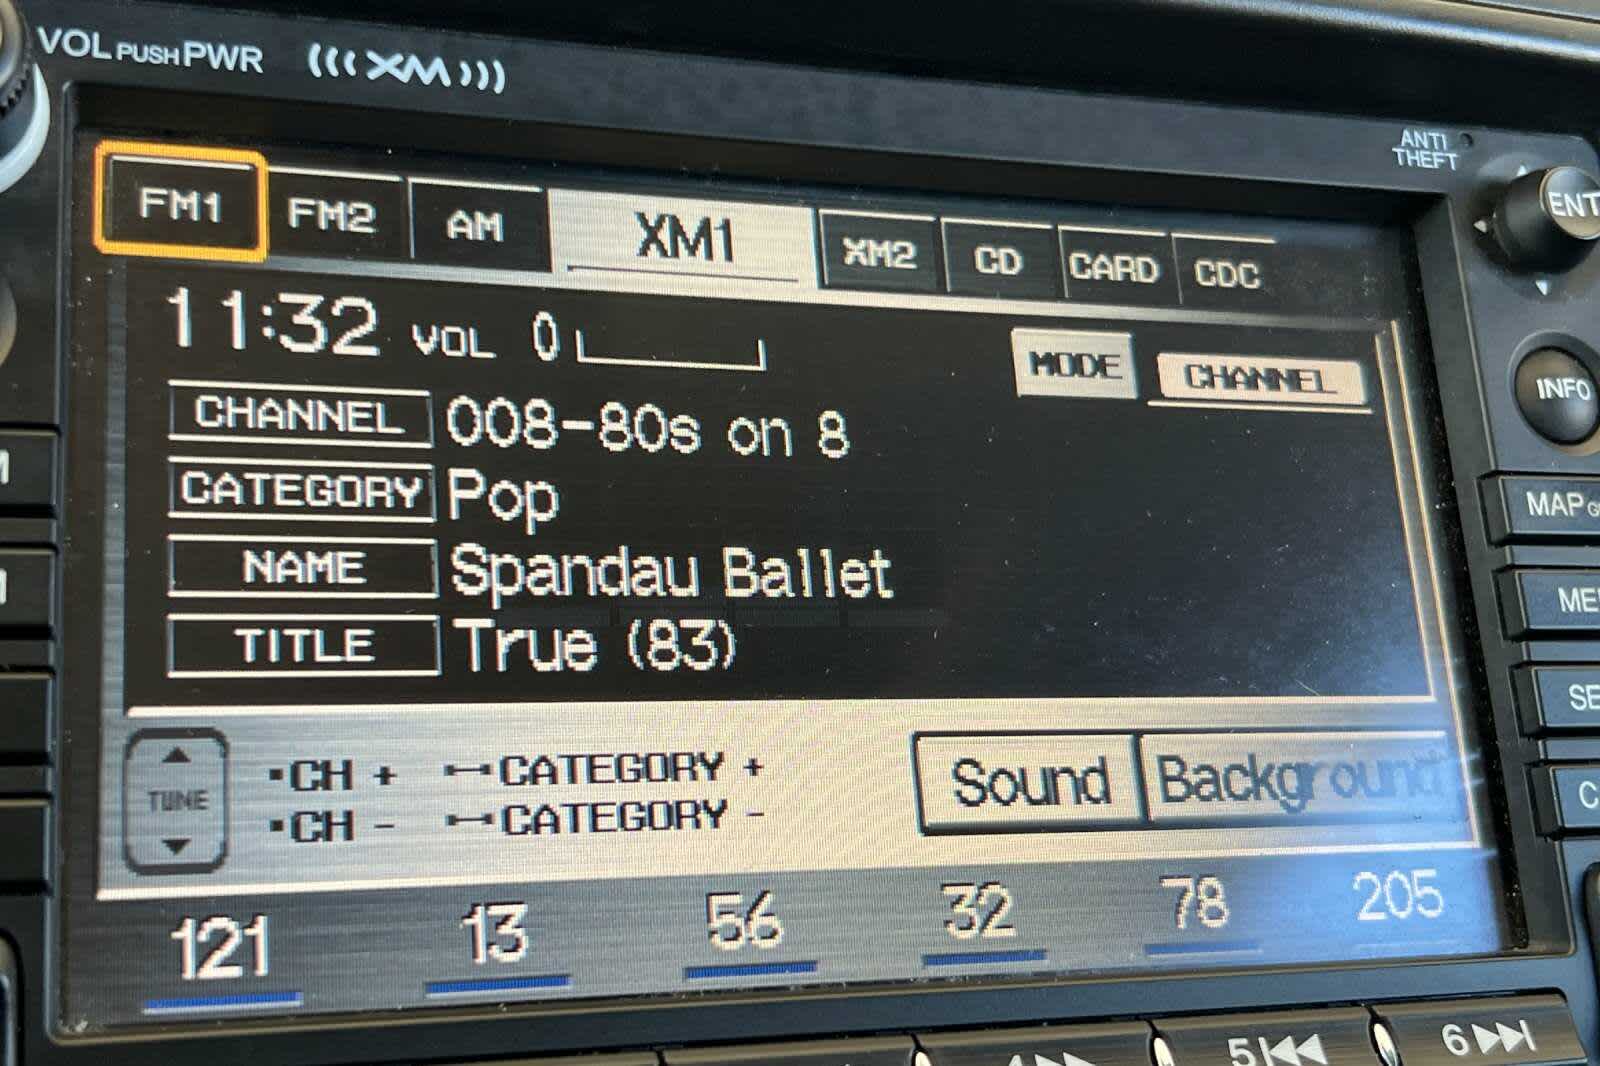 VOL PUSH PWR (((XM)))
ANTI
THEFT
FM1 FM2 AM XM1 XM2 CD CARD CDC
ENT
11:32 VOL 0
MODE CHANNEL
INFO
CHANNEL 008-80s on 8
CATEGORY Pop
MAP
NAME Spandau Ballet
TITLE True (83)
TUNE
CH + CATEGORY +
CH - CATEGORY -
Sound Background
121 13 56 32 78 205
4 5 6